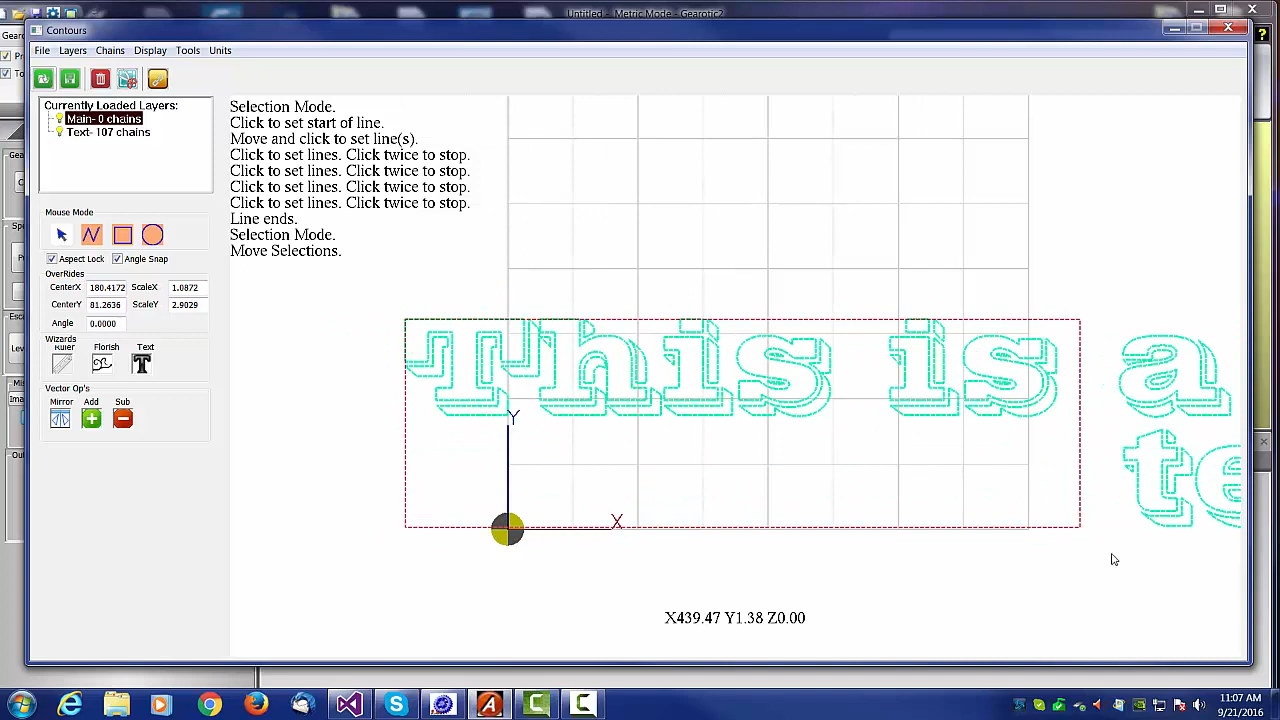 Untitled - Metric Mode - Gearotic
Contours
File Layers Chains Display Tools Units
Currently Loaded Layers:
Main- 0 chains
Text- 107 chains
Mouse Mode
Aspect Lock Angle Snap
OverRides
CenterX 180.4172 ScaleX 1.0872
CenterY 81.2636 ScaleY 2.9029
Angle 0.0000
Wizards
Ruler Florish Text
Vector Op's
Mirror Add Sub
Selection Mode.
Click to set start of line.
Move and click to set line(s).
Click to set lines. Click twice to stop.
Click to set lines. Click twice to stop.
Click to set lines. Click twice to stop.
Click to set lines. Click twice to stop.
Line ends.
Selection Mode.
Move Selections.
This is a
te
Y
X
X439.47 Y1.38 Z0.00
11:07 AM
9/21/2016